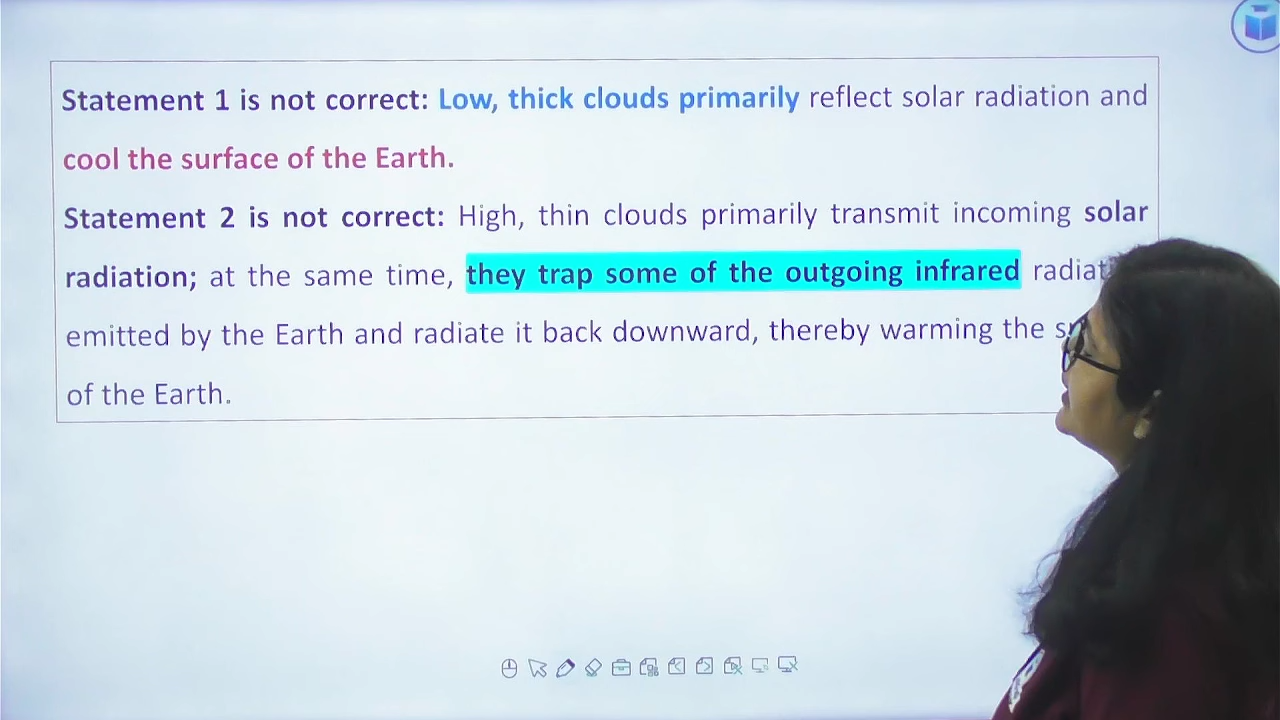 Statement 1 is not correct: Low, thick clouds primarily reflect solar radiation and
cool the surface of the Earth.
Statement 2 is not correct: High, thin clouds primarily transmit incoming solar
radiation; at the same time, they trap some of the outgoing infrared
emitted by the Earth and radiate it back downward, thereby warming the
of the Earth.